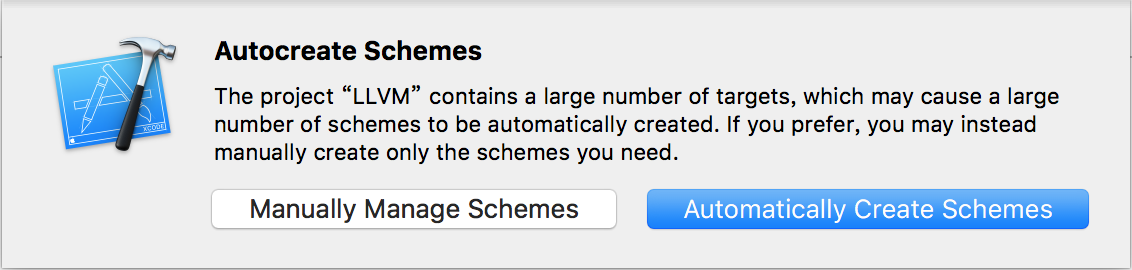 Autocreate Schemes
The project “LLVM” contains a large number of targets, which may cause a large
number of schemes to be automatically created. If you prefer, you may instead
manually create only the schemes you need.
XCODE
Manually Manage Schemes
Automatically Create Schemes